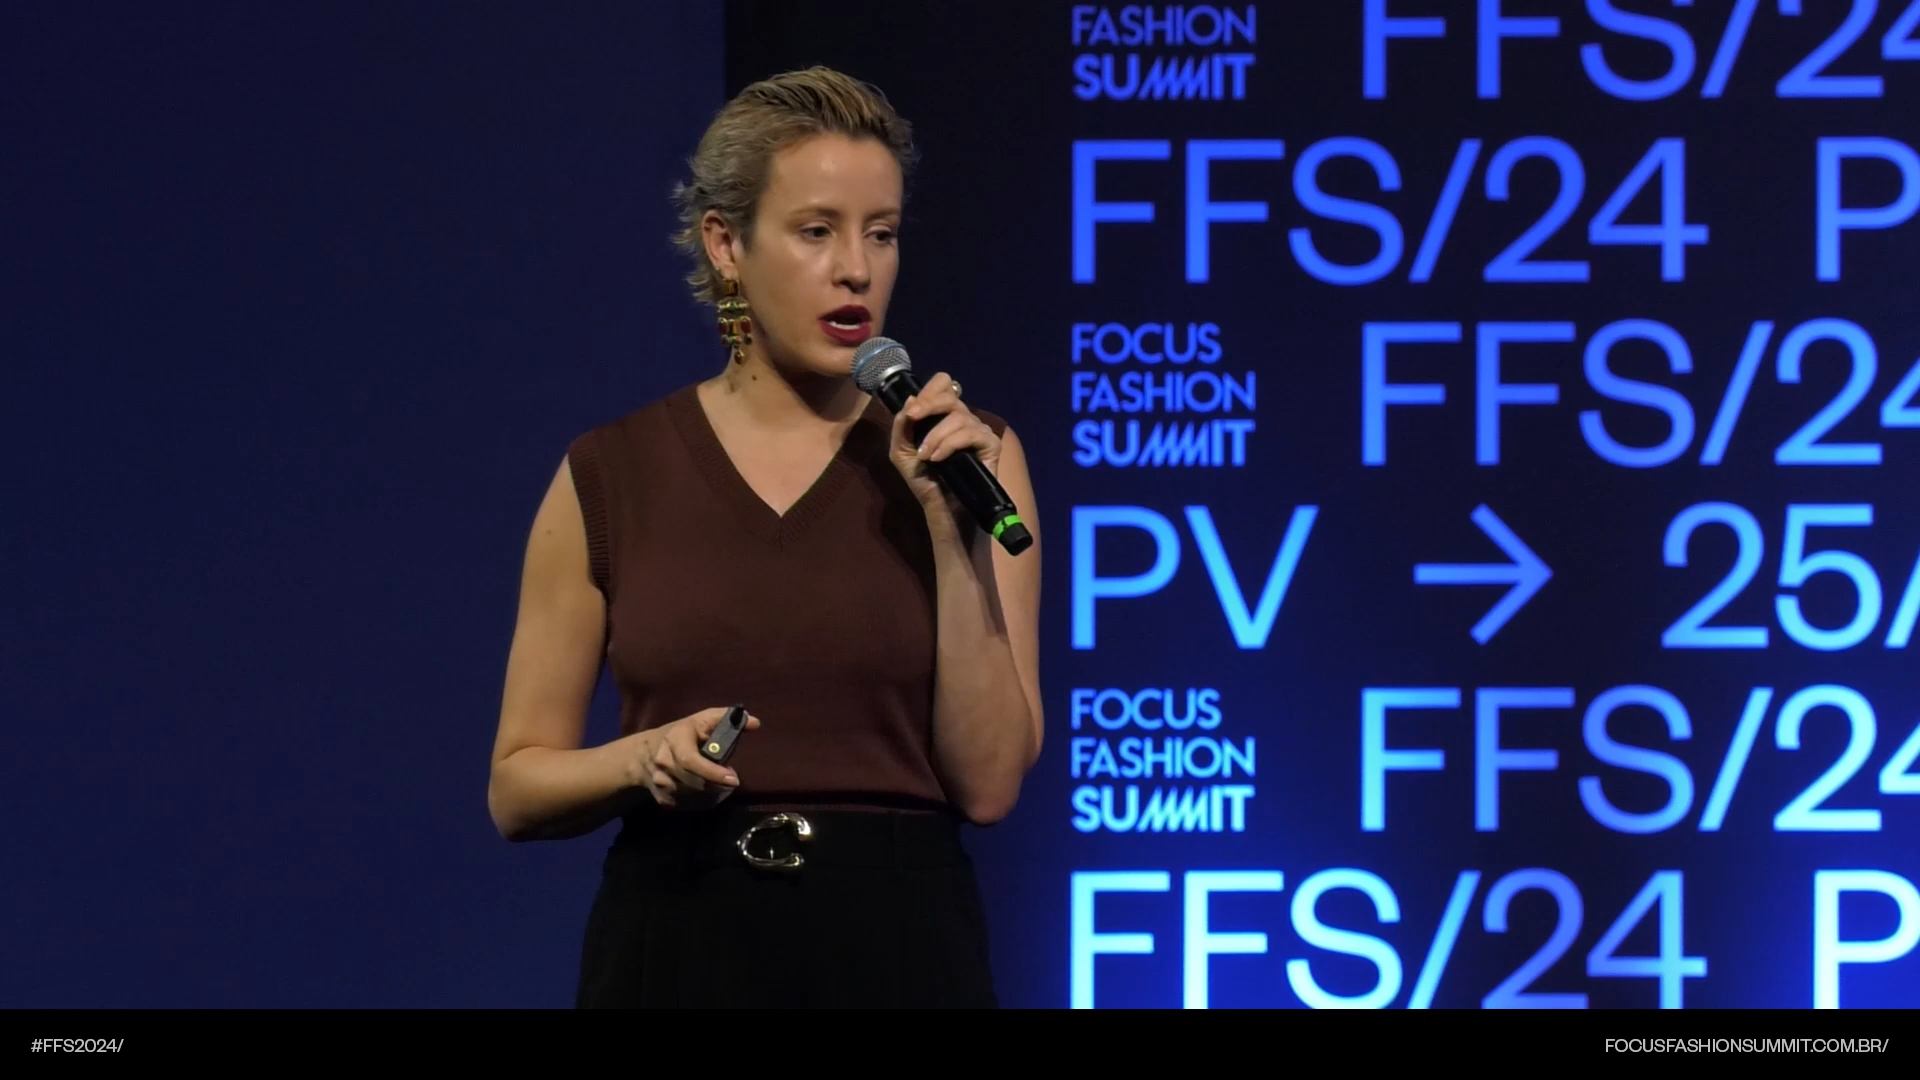 FASHION
SUMMIT
FFS/24
FFS/24 P
FOCUS
FASHION
SUMMIT
FFS/24
PV → 25/
FOCUS
FASHION
SUMMIT
FFS/24
FFS/24 P
#FFS2024/
FOCUSFASHIONSUMMIT.COM.BR/